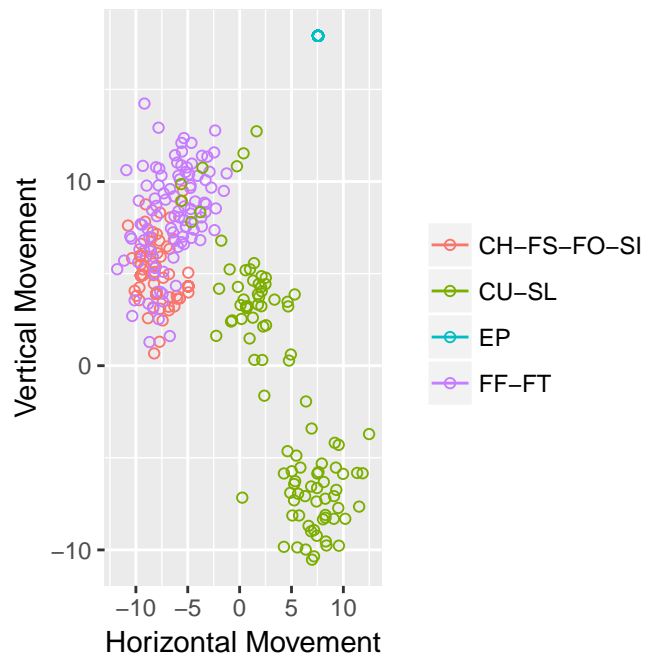 Vertical Movement
10
0
−10
−10 −5 0 5 10
Horizontal Movement
CH−FS−FO−SI
CU−SL
EP
FF−FT